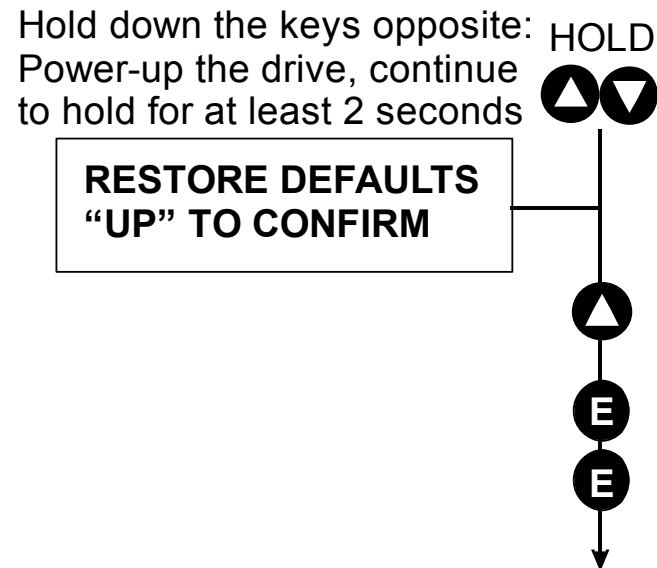 Hold down the keys opposite:
HOLD
Power-up the drive, continue
to hold for at least 2 seconds
RESTORE DEFAULTS
“UP” TO CONFIRM
E
E